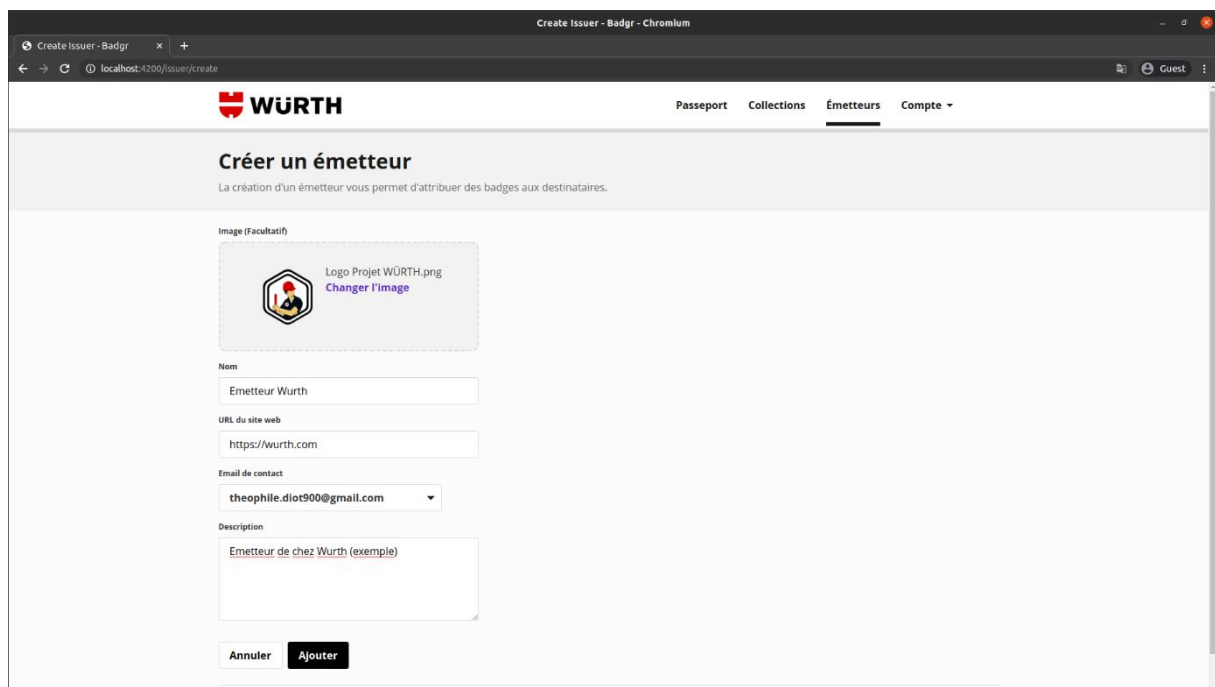 Create Issuer - Badgr - Chromium
Create Issuer - Badgr
localhost:4200/issuer/create
Guest
WÜRTH
Passeport Collections Émetteurs Compte
Créer un émetteur
La création d'un émetteur vous permet d'attribuer des badges aux destinataires.
Image (Facultatif)
Logo Projet WÜRTH.png
Changer l'image
Nom
Emetteur Wurth
URL du site web
https://wurth.com
Email de contact
theophile.diot900@gmail.com
Description
Emetteur de chez Wurth (exemple)
Annuler Ajouter